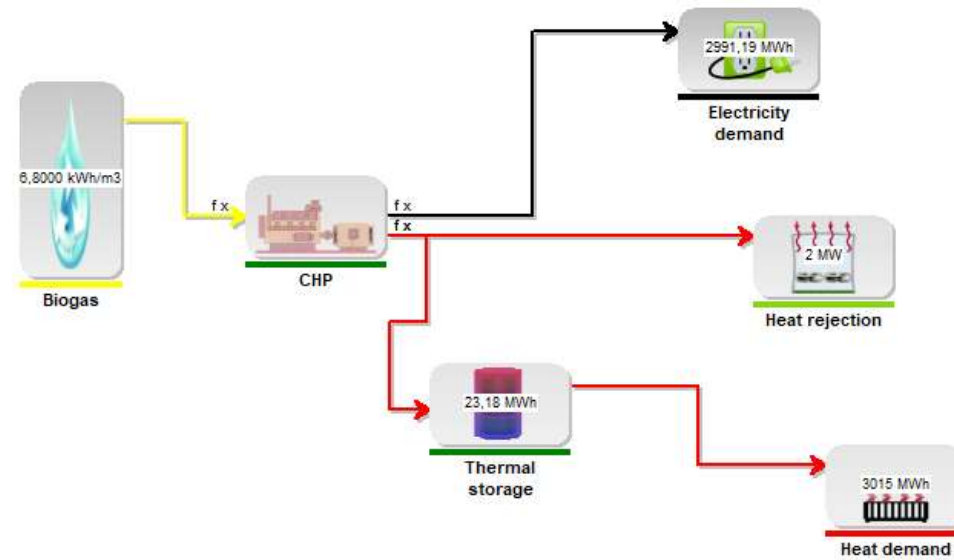 2991,19 MWh
Electricity
demand
6,8000 kWh/m3
Biogas
f x
CHP
f x
f x
2 MW
Heat rejection
23,18 MWh
Thermal
storage
3015 MWh
Heat demand